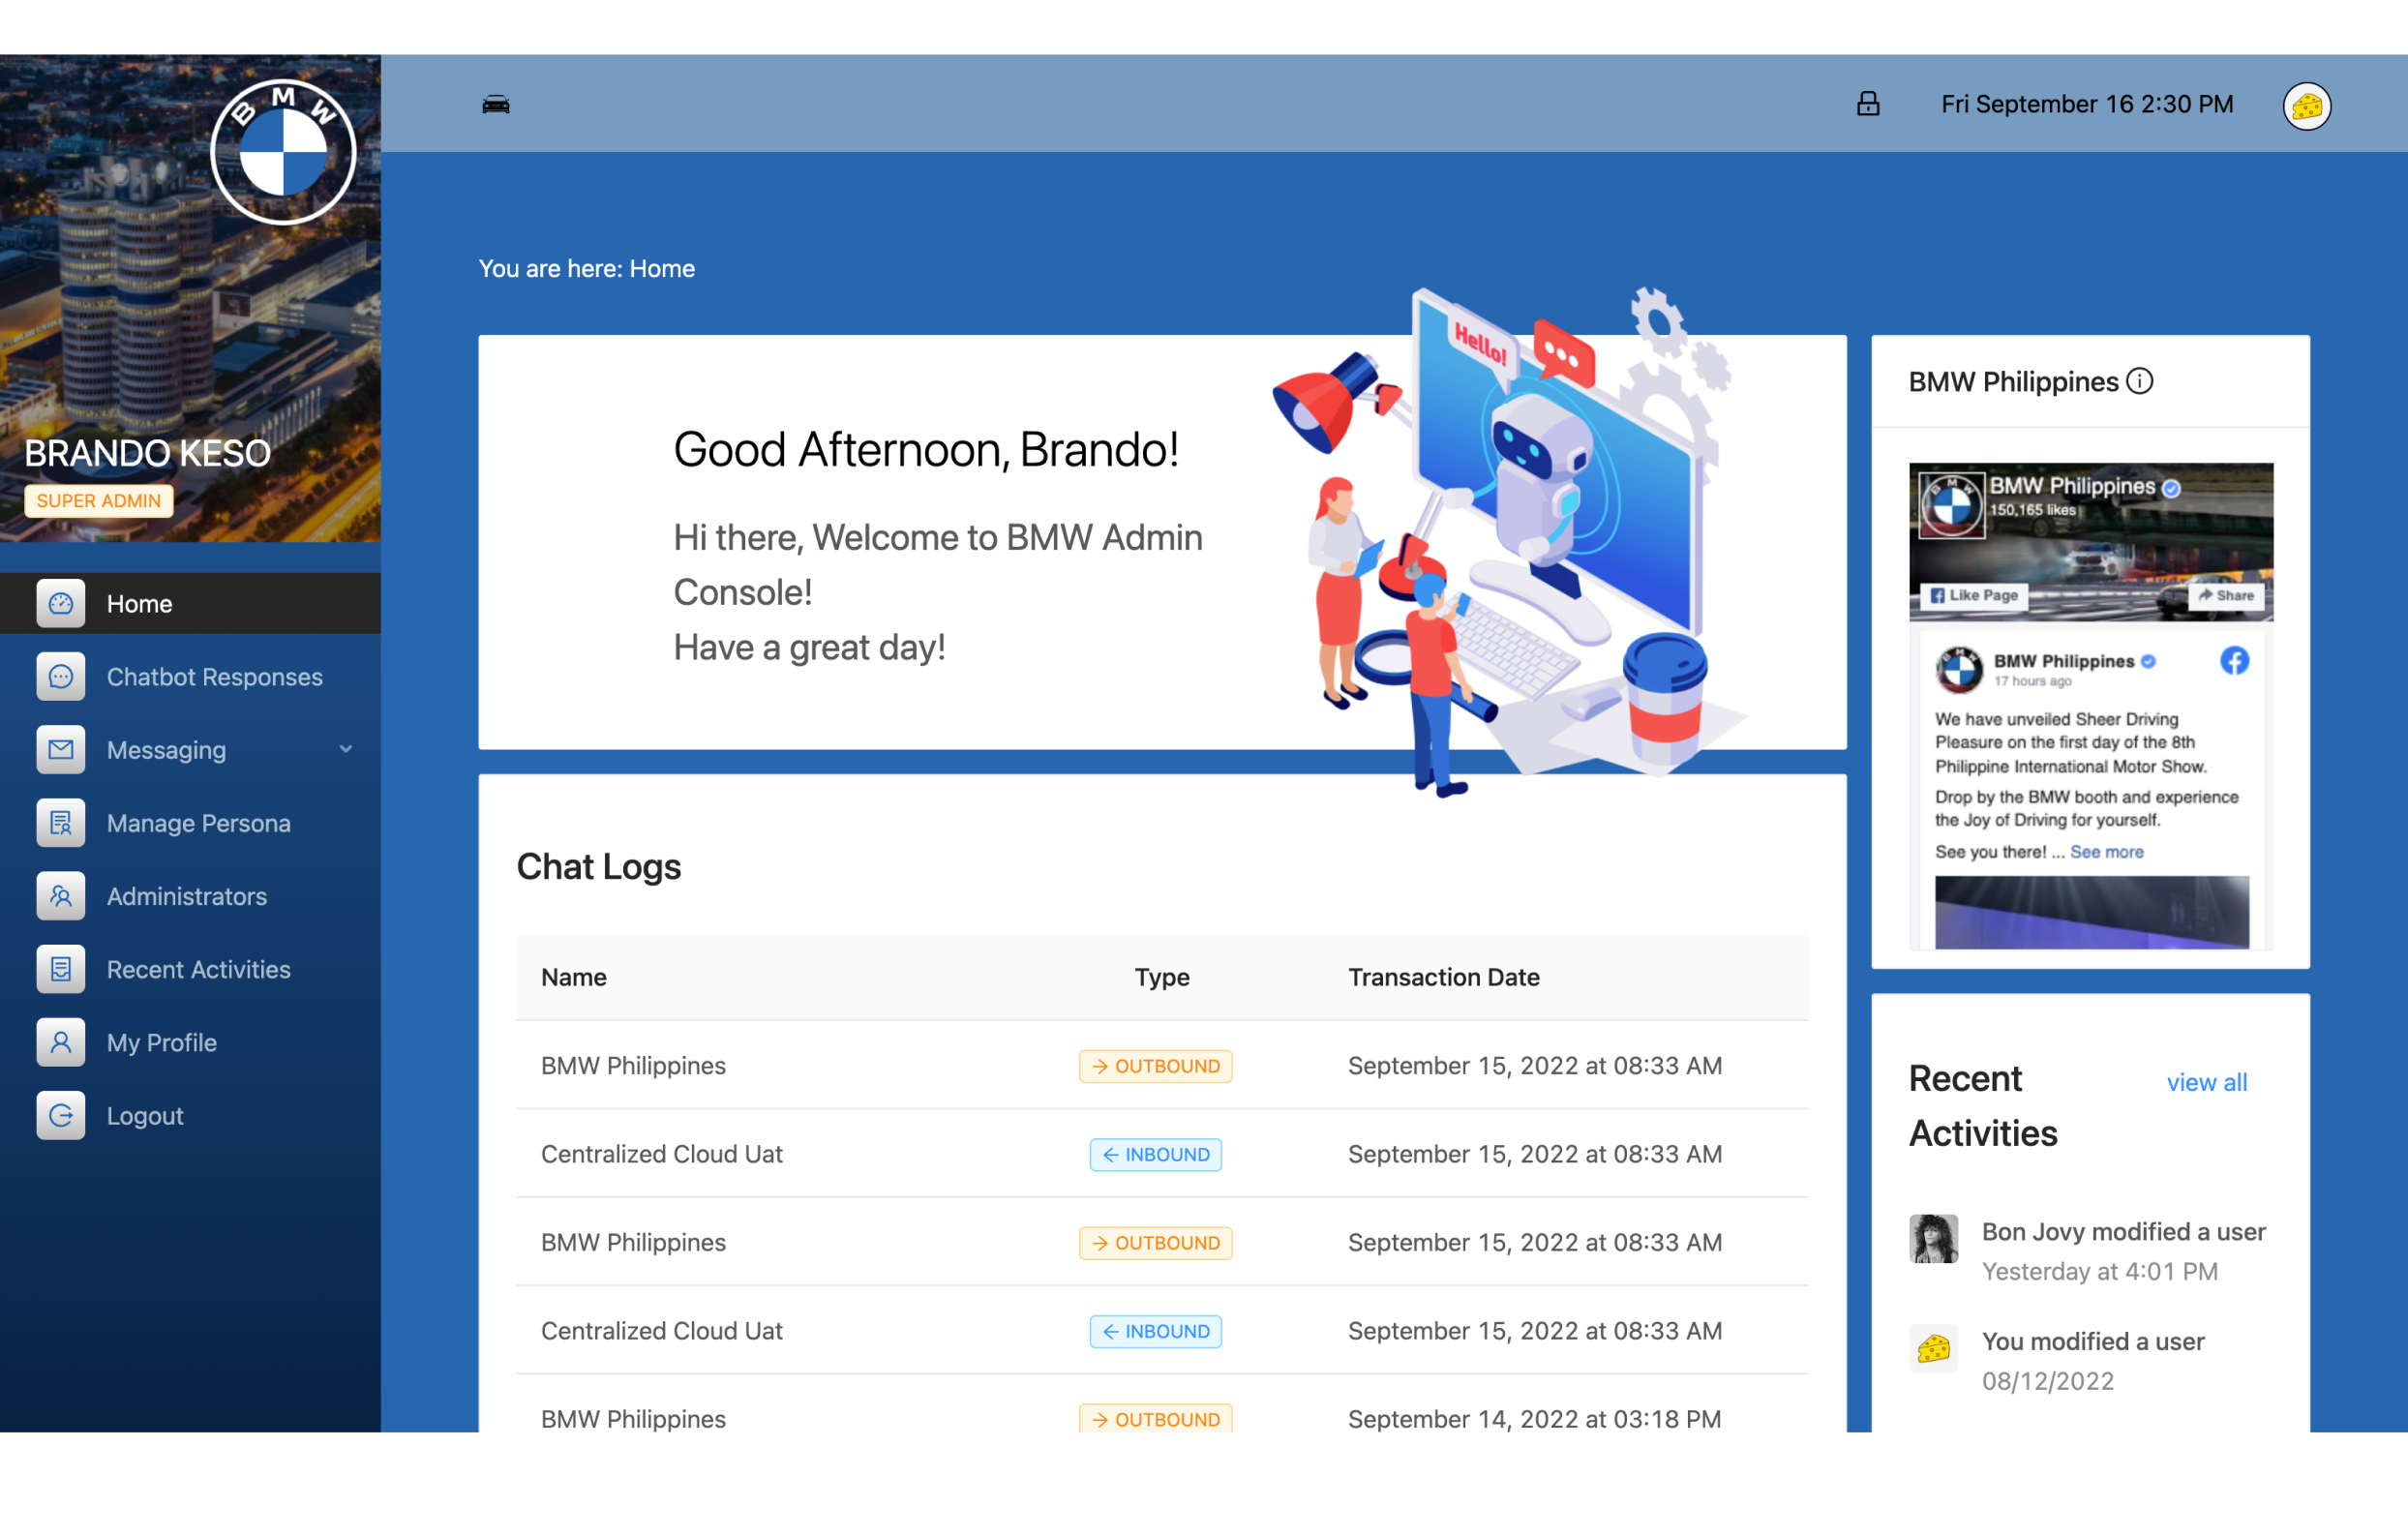 BMW
BRANDO KESO
SUPER ADMIN
Home
Chatbot Responses
Messaging
Manage Persona
Administrators
Recent Activities
My Profile
Logout
Fri September 16 2:30 PM
You are here: Home
Good Afternoon, Brando!
Hi there, Welcome to BMW Admin
Console!
Have a great day!
Hello!
Chat Logs
Name Type Transaction Date
BMW Philippines → OUTBOUND September 15, 2022 at 08:33 AM
Centralized Cloud Uat ← INBOUND September 15, 2022 at 08:33 AM
BMW Philippines → OUTBOUND September 15, 2022 at 08:33 AM
Centralized Cloud Uat ← INBOUND September 15, 2022 at 08:33 AM
BMW Philippines → OUTBOUND September 14, 2022 at 03:18 PM
BMW Philippines
BMW
BMW Philippines
150,165 likes
Like Page
Share
BMW Philippines
17 hours ago
We have unveiled Sheer Driving
Pleasure on the first day of the 8th
Philippine International Motor Show.
Drop by the BMW booth and experience
the Joy of Driving for yourself.
See you there! ... See more
Recent
Activities
view all
Bon Jovy modified a user
Yesterday at 4:01 PM
You modified a user
08/12/2022